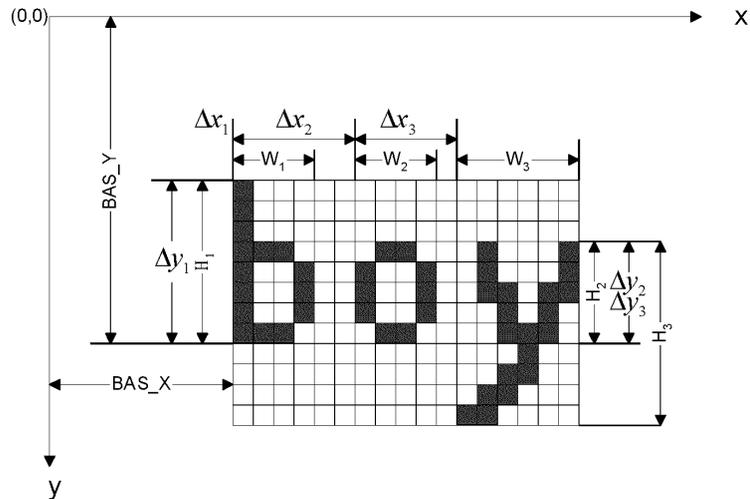 (0,0)
x
Δx₁ Δx₂ Δx₃
W₁ W₂ W₃
BAS_Y
Δy₁ H₁
boy
H₂ Δy₂
Δy₃
H₃
BAS_X
y